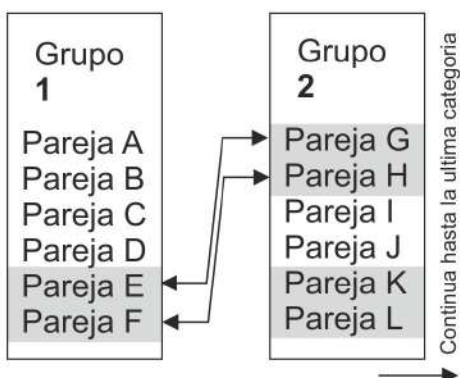 Grupo
1
Pareja A
Pareja B
Pareja C
Pareja D
Pareja E
Pareja F
Grupo
2
Pareja G
Pareja H
Pareja I
Pareja J
Pareja K
Pareja L
Continua hasta la ultima categoria